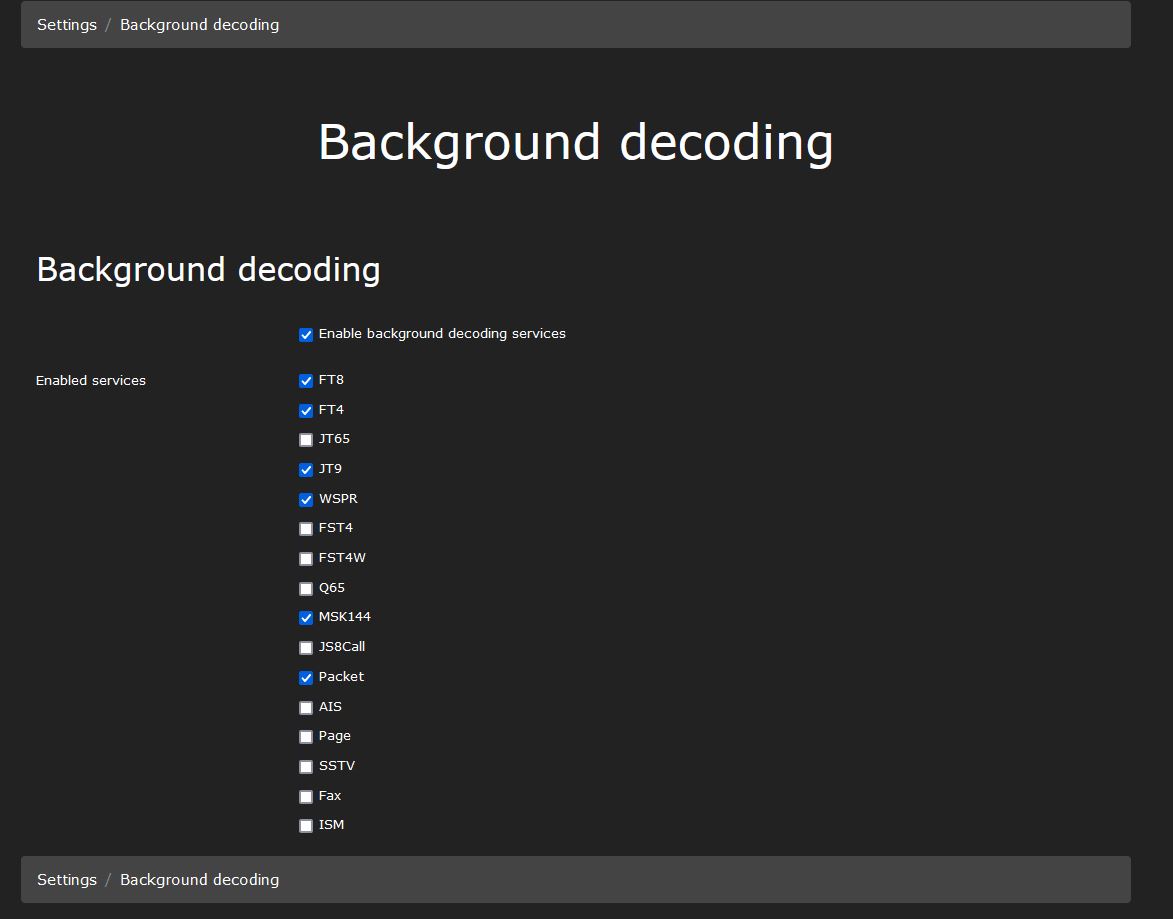 Settings / Background decoding
Background decoding
Background decoding
Enable background decoding services
Enabled services
FT8
FT4
JT65
JT9
WSPR
FST4
FST4W
Q65
MSK144
JS8Call
Packet
AIS
Page
SSTV
Fax
ISM
Settings / Background decoding